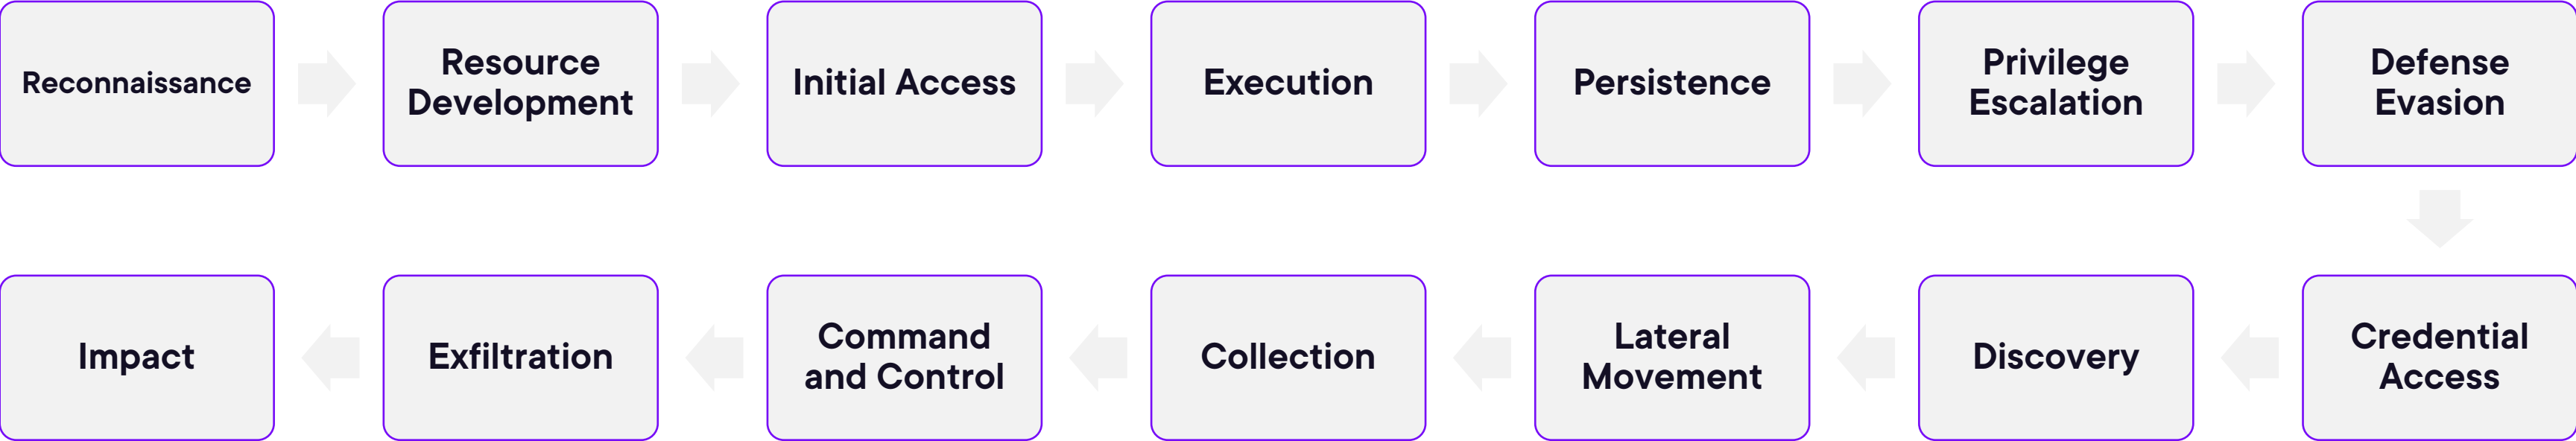 Reconnaissance
Resource
Development
Initial Access
Execution
Persistence
Privilege
Escalation
Defense
Evasion
Credential
Access
Discovery
Lateral
Movement
Collection
Command
and Control
Exfiltration
Impact